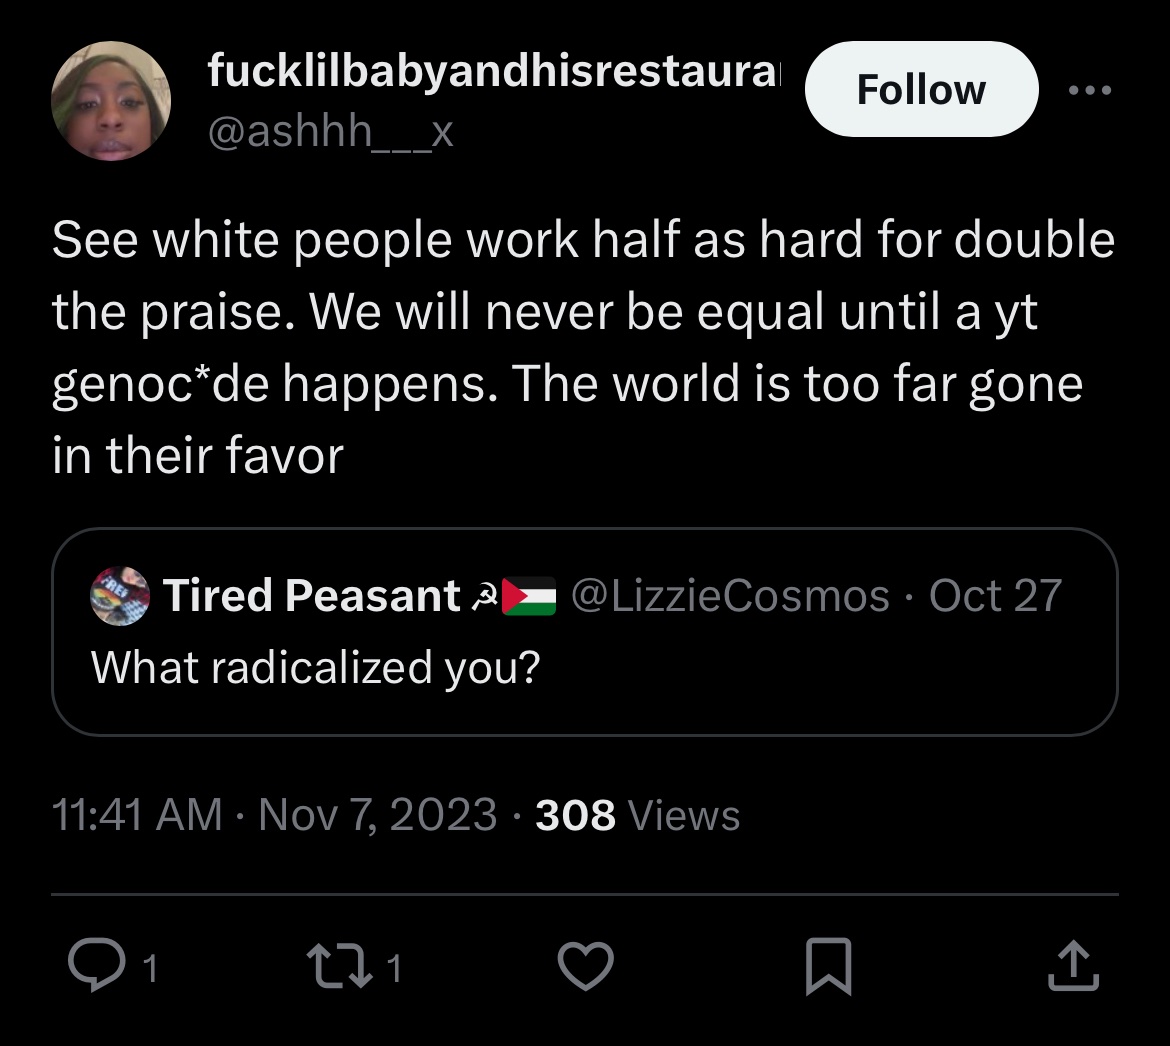 fucklilbabyandhisrestaura
Follow
@ashhh___x
See white people work half as hard for double
the praise. We will never be equal until a yt
genoc*de happens. The world is too far gone
in their favor
Tired Peasant ☭🇵🇸 @LizzieCosmos · Oct 27
What radicalized you?
11:41 AM · Nov 7, 2023 · 308 Views
1 1